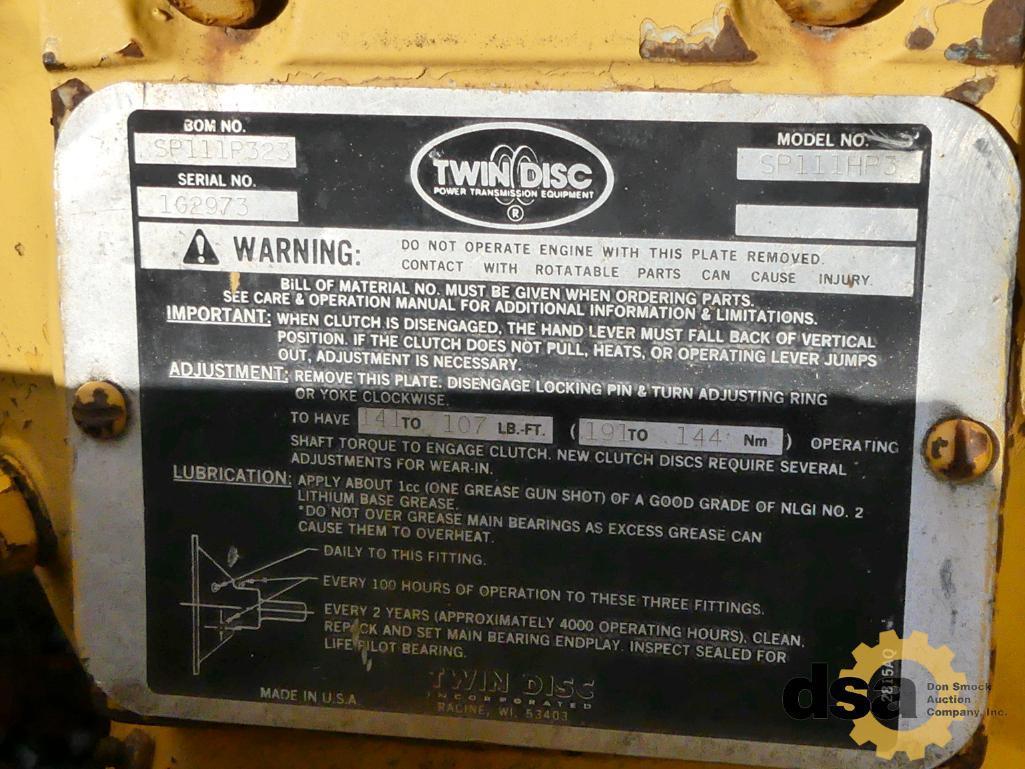 BOM NO.
SP111P323
SERIAL NO.
1G2973
TWIN DISC
POWER TRANSMISSION EQUIPMENT
®
MODEL NO.
SP111HP3
WARNING: DO NOT OPERATE ENGINE WITH THIS PLATE REMOVED.
CONTACT WITH ROTATABLE PARTS CAN CAUSE INJURY.
BILL OF MATERIAL NO. MUST BE GIVEN WHEN ORDERING PARTS.
SEE CARE & OPERATION MANUAL FOR ADDITIONAL INFORMATION & LIMITATIONS.
IMPORTANT: WHEN CLUTCH IS DISENGAGED, THE HAND LEVER MUST FALL BACK OF VERTICAL
POSITION. IF THE CLUTCH DOES NOT PULL, HEATS, OR OPERATING LEVER JUMPS
OUT, ADJUSTMENT IS NECESSARY.
ADJUSTMENT: REMOVE THIS PLATE. DISENGAGE LOCKING PIN & TURN ADJUSTING RING
OR YOKE CLOCKWISE.
TO HAVE 141 TO 107 LB.-FT. ( 191 TO 144 Nm ) OPERATING
SHAFT TORQUE TO ENGAGE CLUTCH. NEW CLUTCH DISCS REQUIRE SEVERAL
ADJUSTMENTS FOR WEAR-IN.
LUBRICATION: APPLY ABOUT 1cc (ONE GREASE GUN SHOT) OF A GOOD GRADE OF NLGI NO. 2
LITHIUM BASE GREASE.
*DO NOT OVER GREASE MAIN BEARINGS AS EXCESS GREASE CAN
CAUSE THEM TO OVERHEAT.
DAILY TO THIS FITTING.
EVERY 100 HOURS OF OPERATION TO THESE THREE FITTINGS.
EVERY 2 YEARS (APPROXIMATELY 4000 OPERATING HOURS), CLEAN,
REPACK AND SET MAIN BEARING ENDPLAY. INSPECT SEALED FOR
LIFE PILOT BEARING.
MADE IN U.S.A.
TWIN DISC
INCORPORATED
RACINE, WI. 53403
2815AQ
dsa
Don Smock
Auction
Company, Inc.